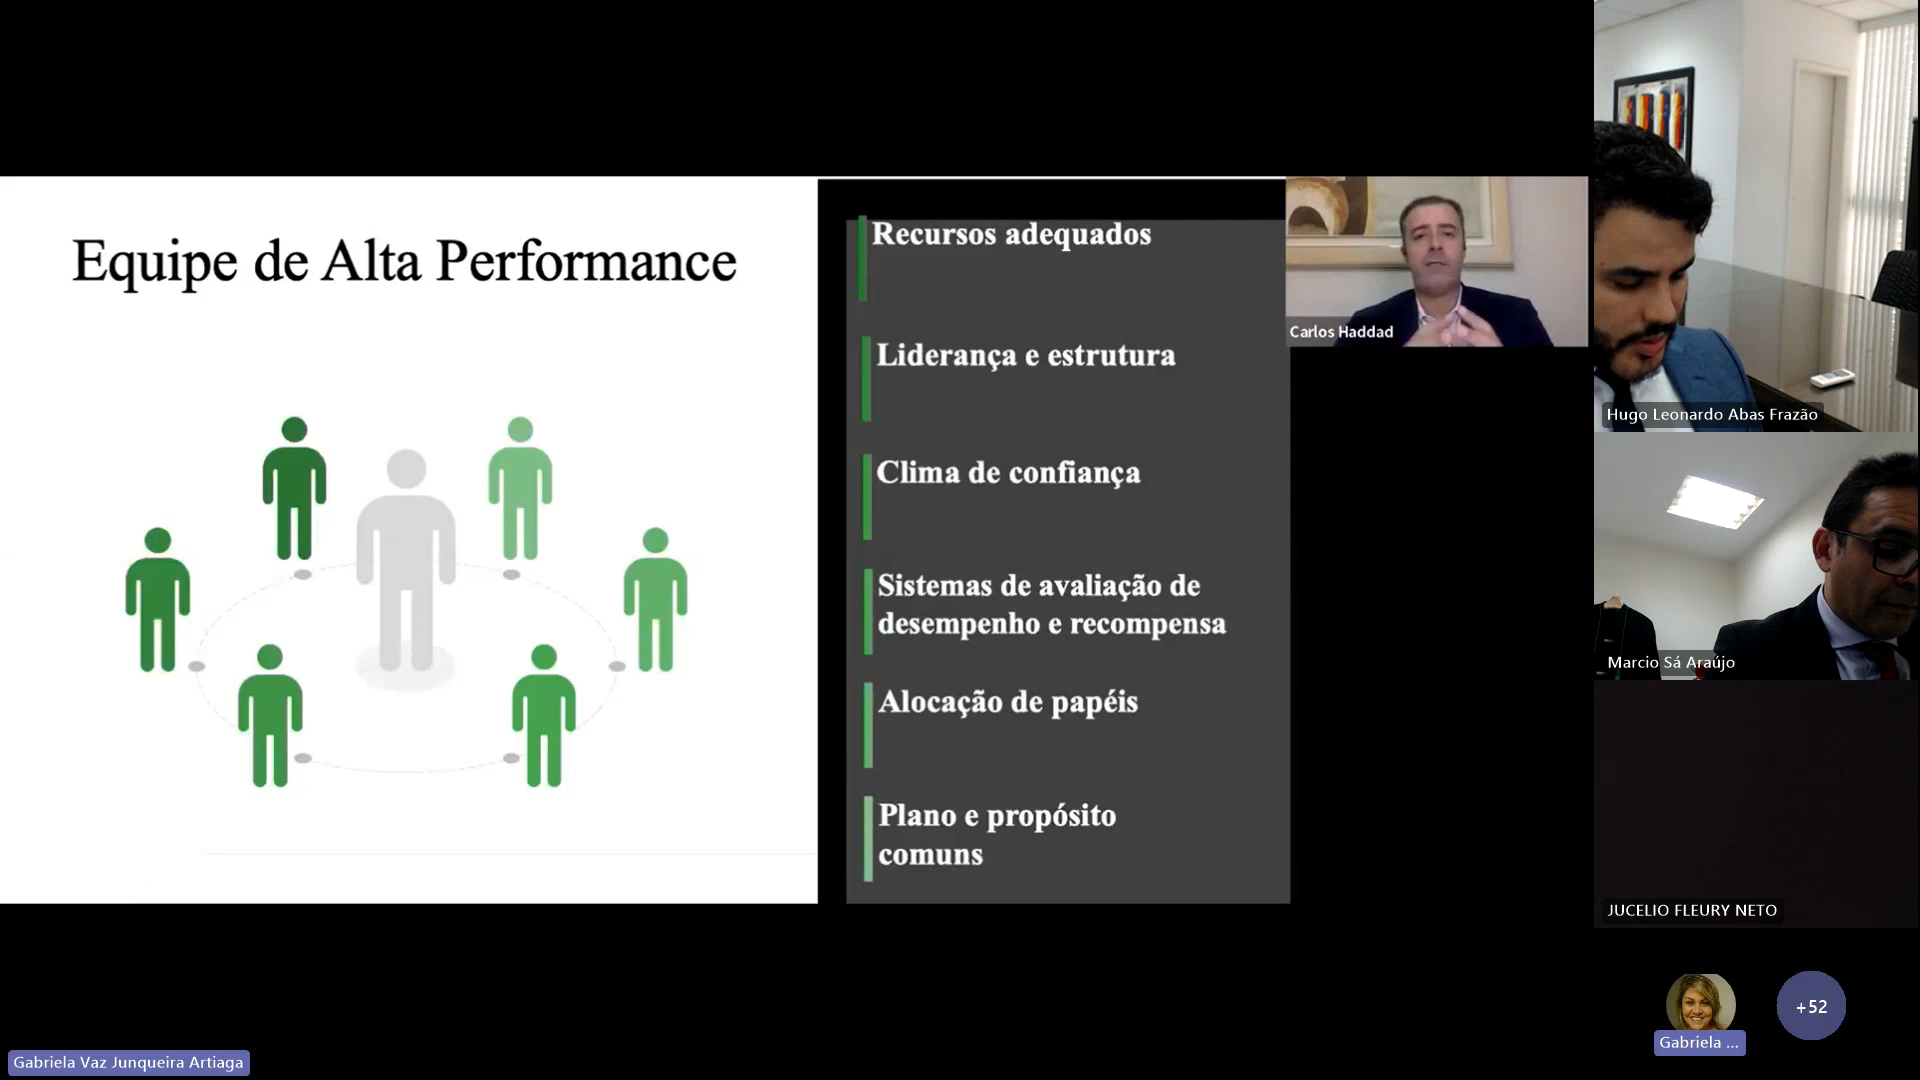 Equipe de Alta Performance
Recursos adequados
Liderança e estrutura
Clima de confiança
Sistemas de avaliação de
desempenho e recompensa
Alocação de papéis
Plano e propósito
comuns
Carlos Haddad
Hugo Leonardo Abas Frazão
Marcio Sá Araújo
JUCELIO FLEURY NETO
Gabriela ...
+52
Gabriela Vaz Junqueira Artiaga